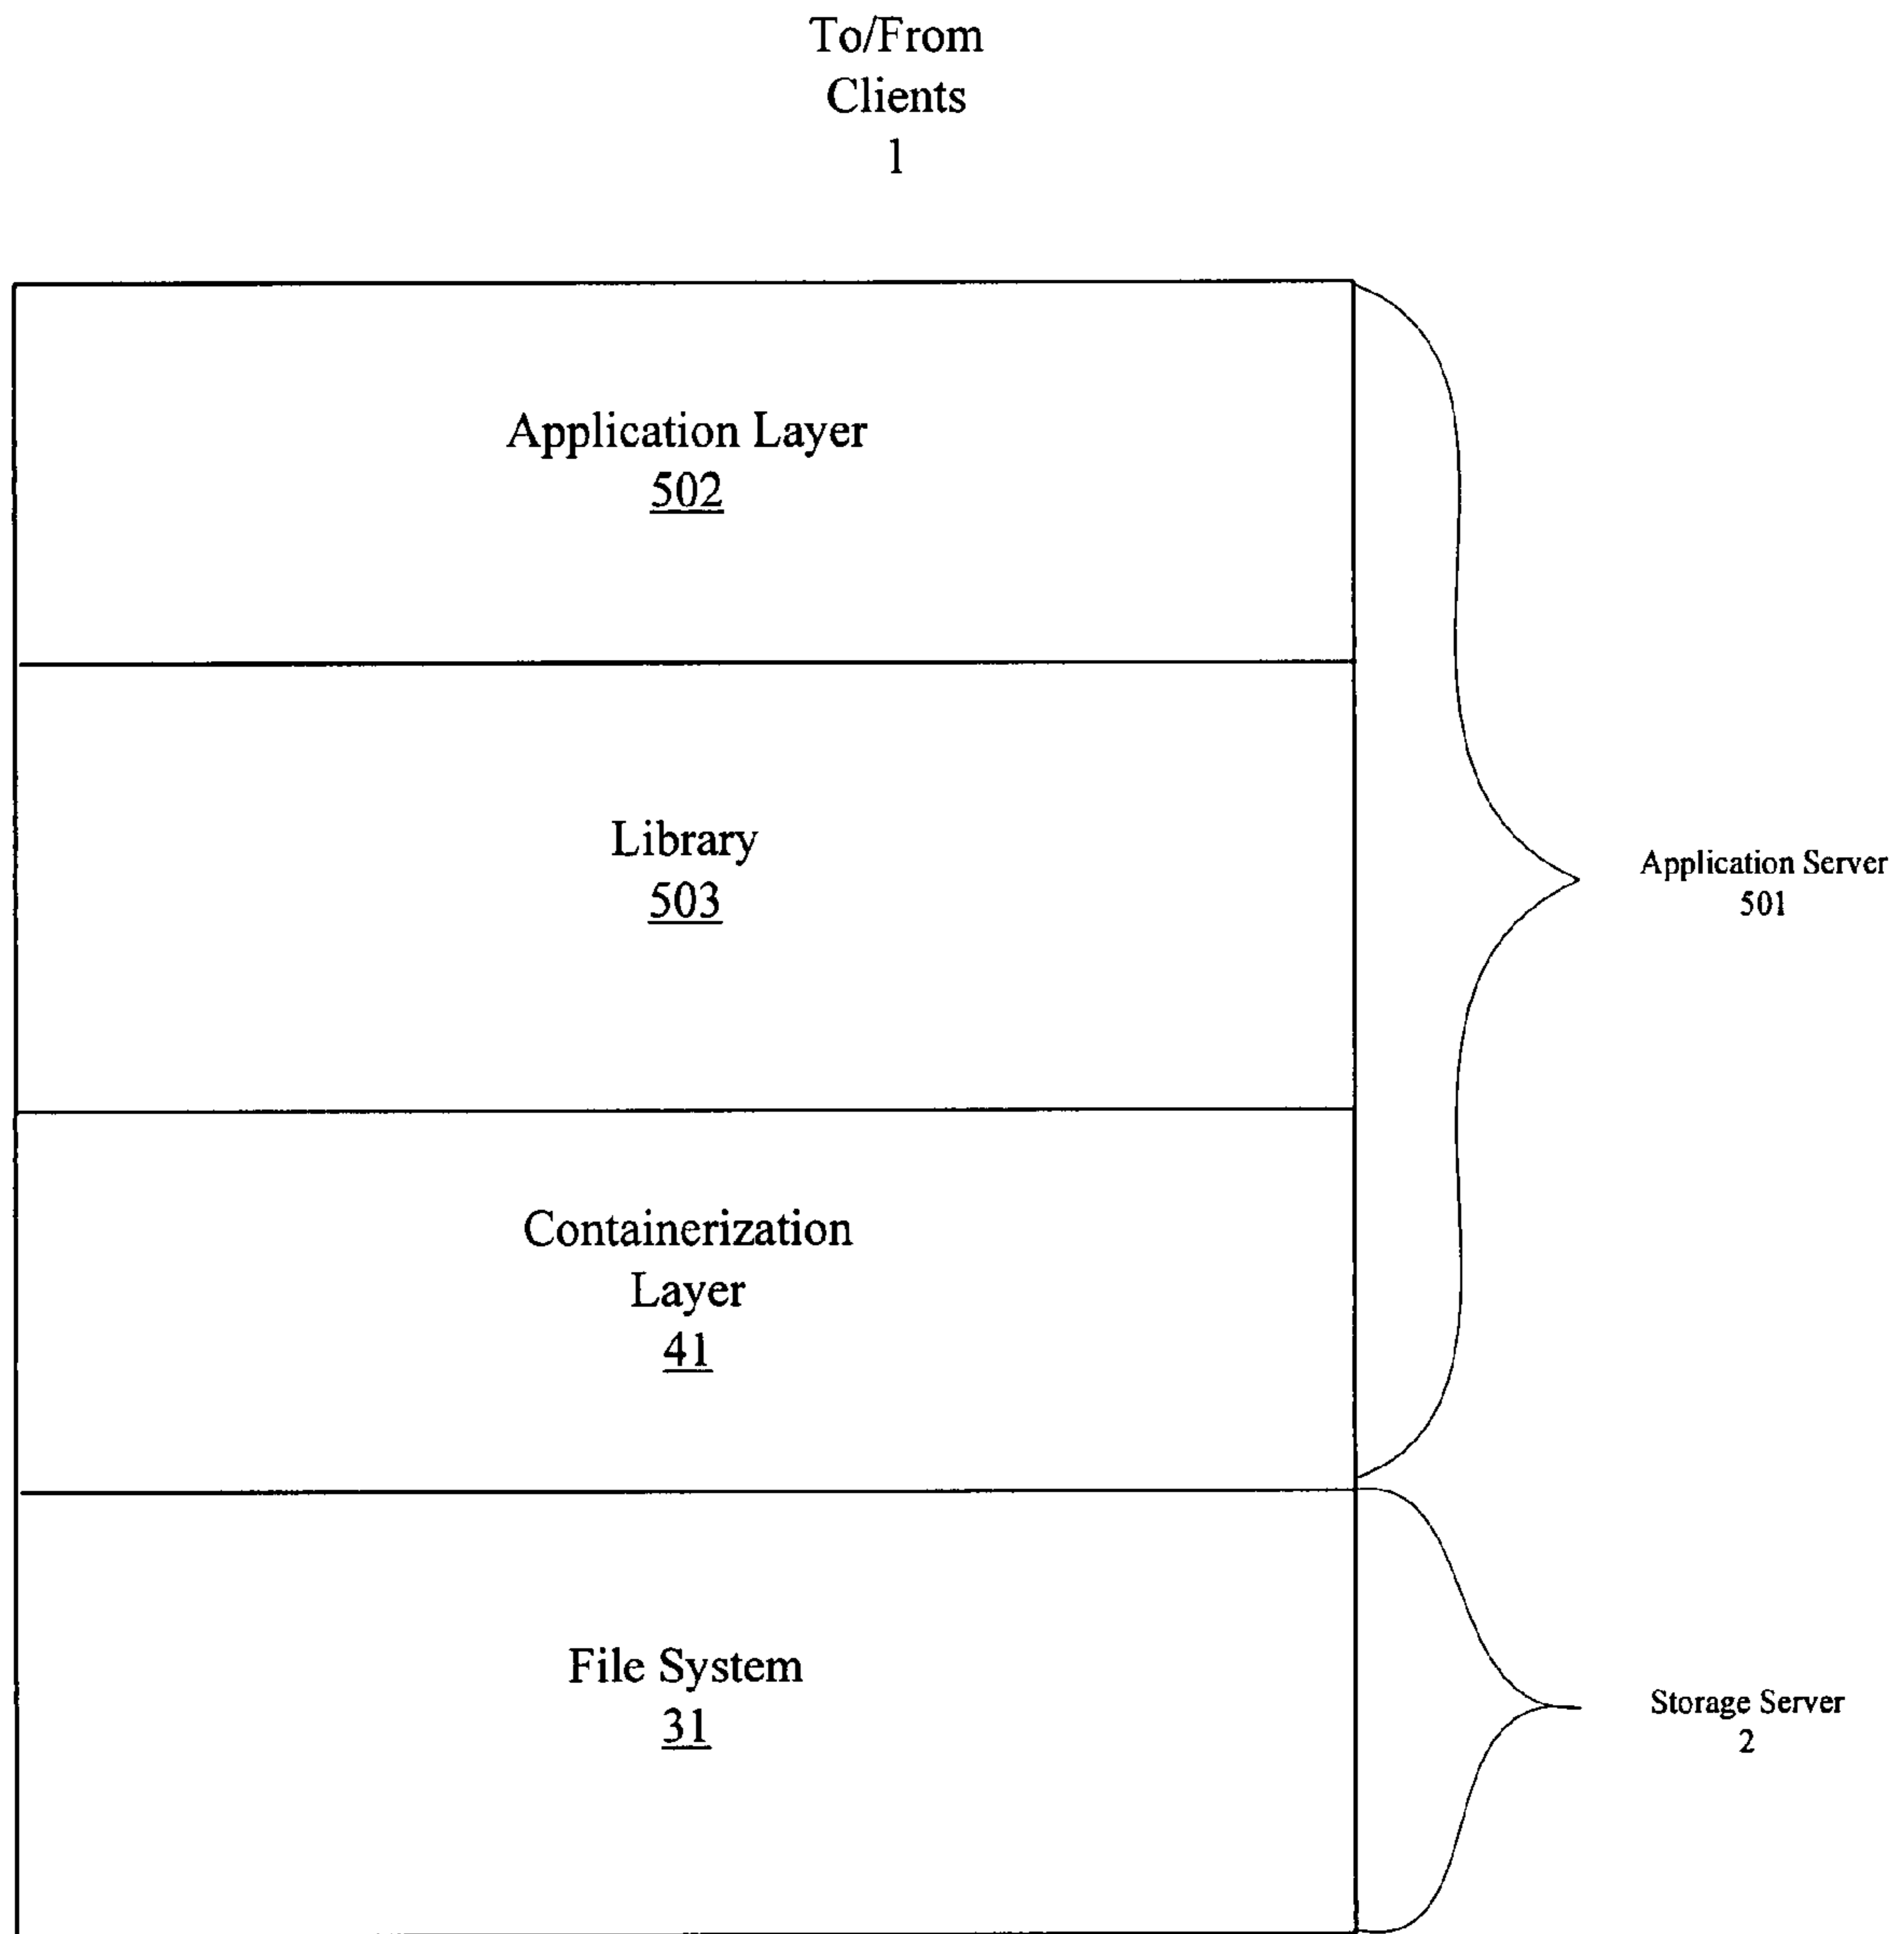 To/From
Clients
1
Application Layer
502
Library
503
Application Server
501
Containerization
Layer
41
File System
31
Storage Server
2